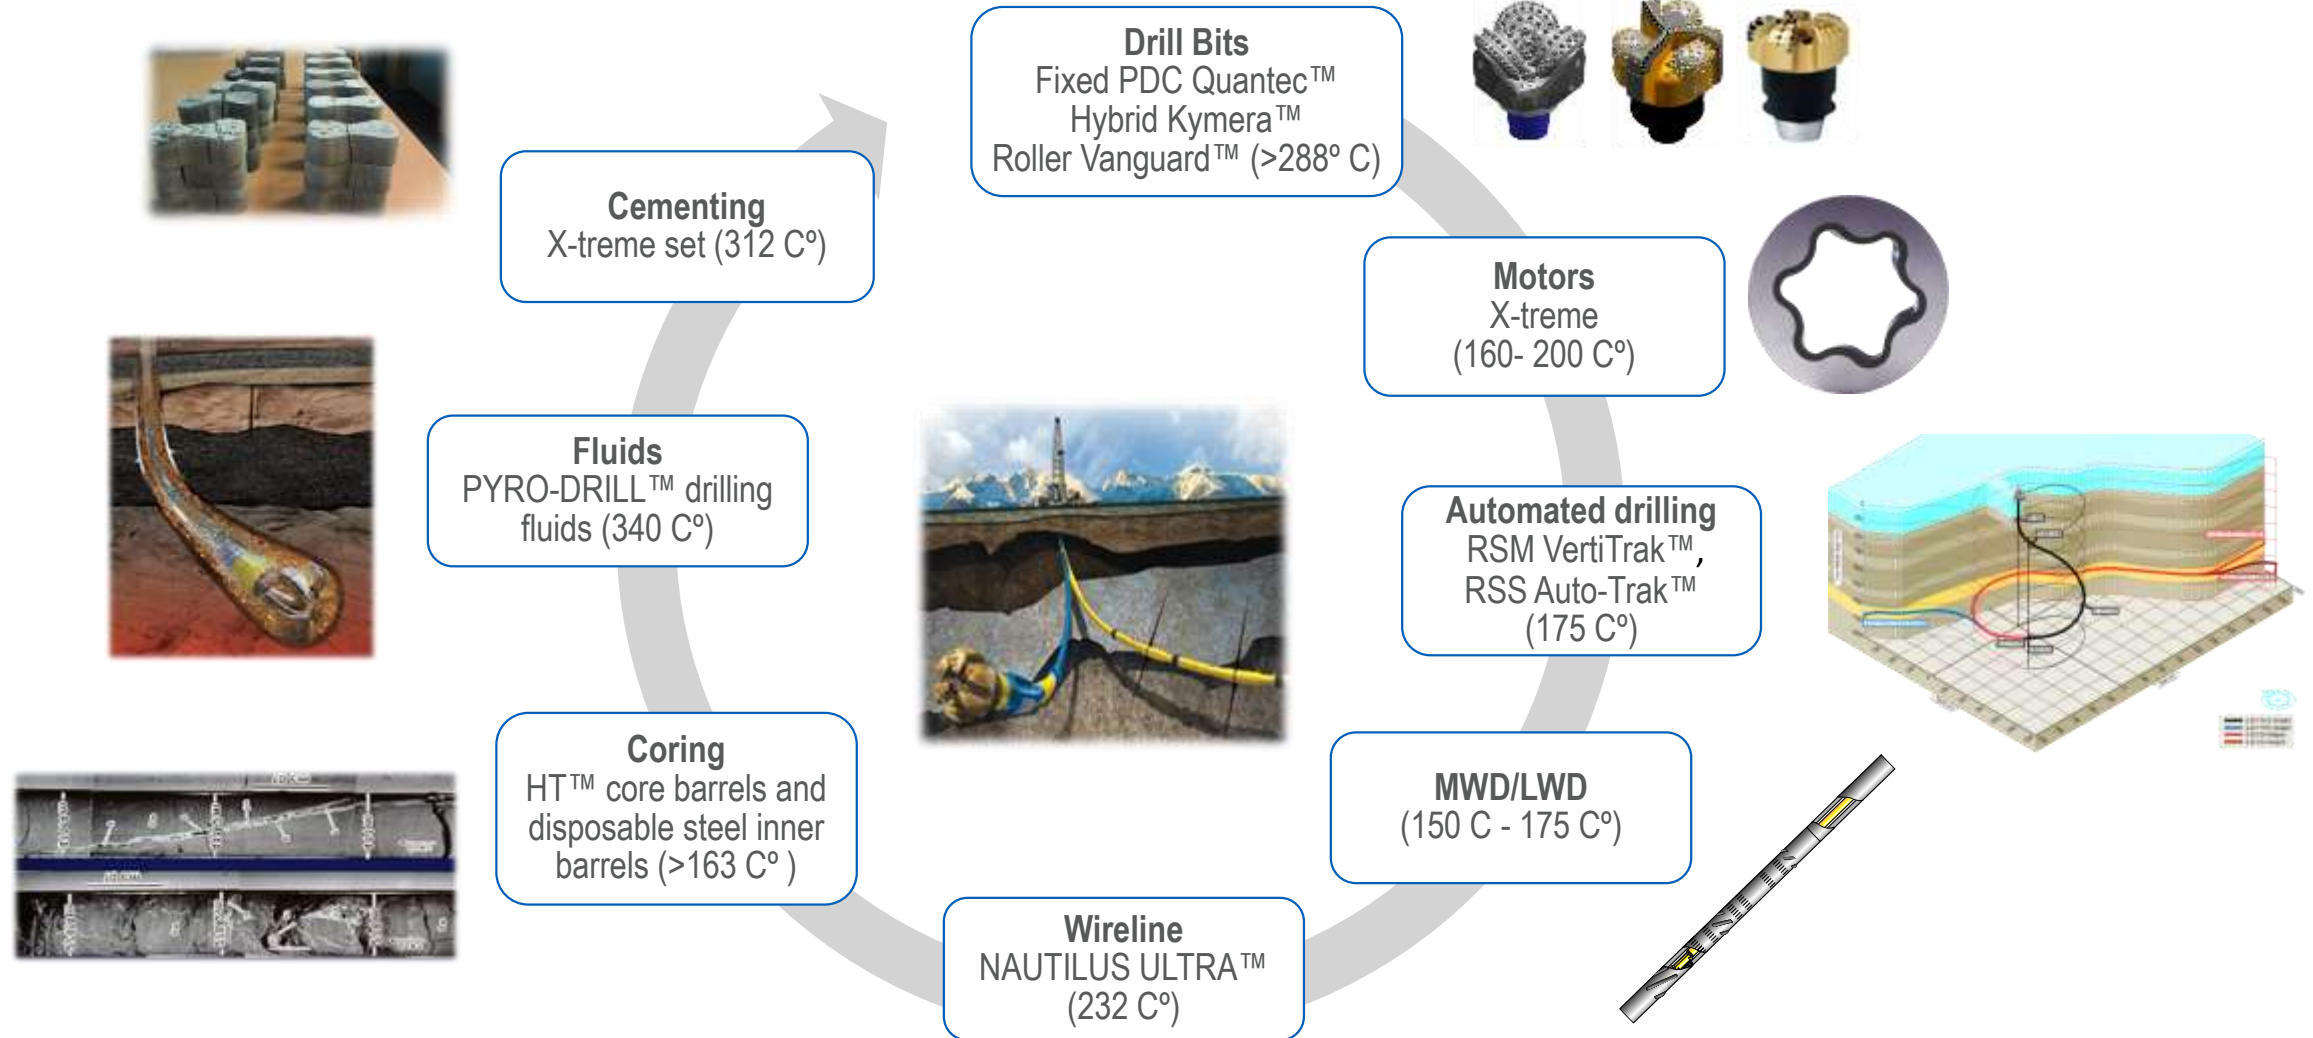 Drill Bits
Fixed PDC Quantec™
Hybrid Kymera™
Roller Vanguard™ (>288º C)
Motors
X-treme
(160- 200 Cº)
Automated drilling
RSM VertiTrak™,
RSS Auto-Trak™
(175 Cº)
MWD/LWD
(150 C - 175 Cº)
Wireline
NAUTILUS ULTRA™
(232 Cº)
Coring
HT™ core barrels and
disposable steel inner
barrels (>163 Cº )
Fluids
PYRO-DRILL™ drilling
fluids (340 Cº)
Cementing
X-treme set (312 Cº)